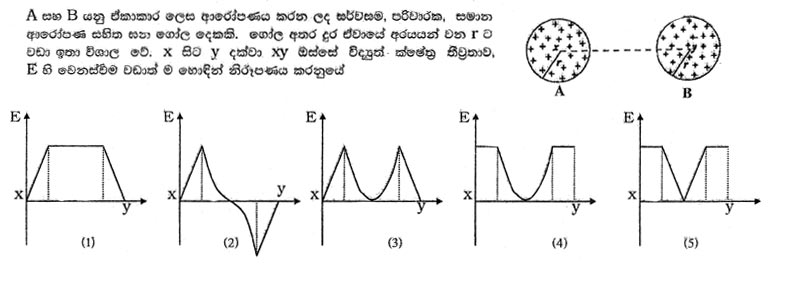 A සහ B යනු ඒකාකාර ලෙස ආරෝපණය කරන ලද සර්වසම, පරිවාරක, සමාන
ආරෝපණ සහිත ඝන ගෝල දෙකකි. ගෝල අතර දුර ඒවායේ අරයයන් වන r ට
වඩා ඉතා විශාල වේ. x සිට y දක්වා xy ඔස්සේ විද්‍යුත් ක්ෂේත්‍ර තීව්‍රතාව,
E හි වෙනස්වීම වඩාත් ම හොඳින් නිරූපණය කරනුයේ
x r y r
A B
E E E E E
x y x y x y x y x y
(1) (2) (3) (4) (5)